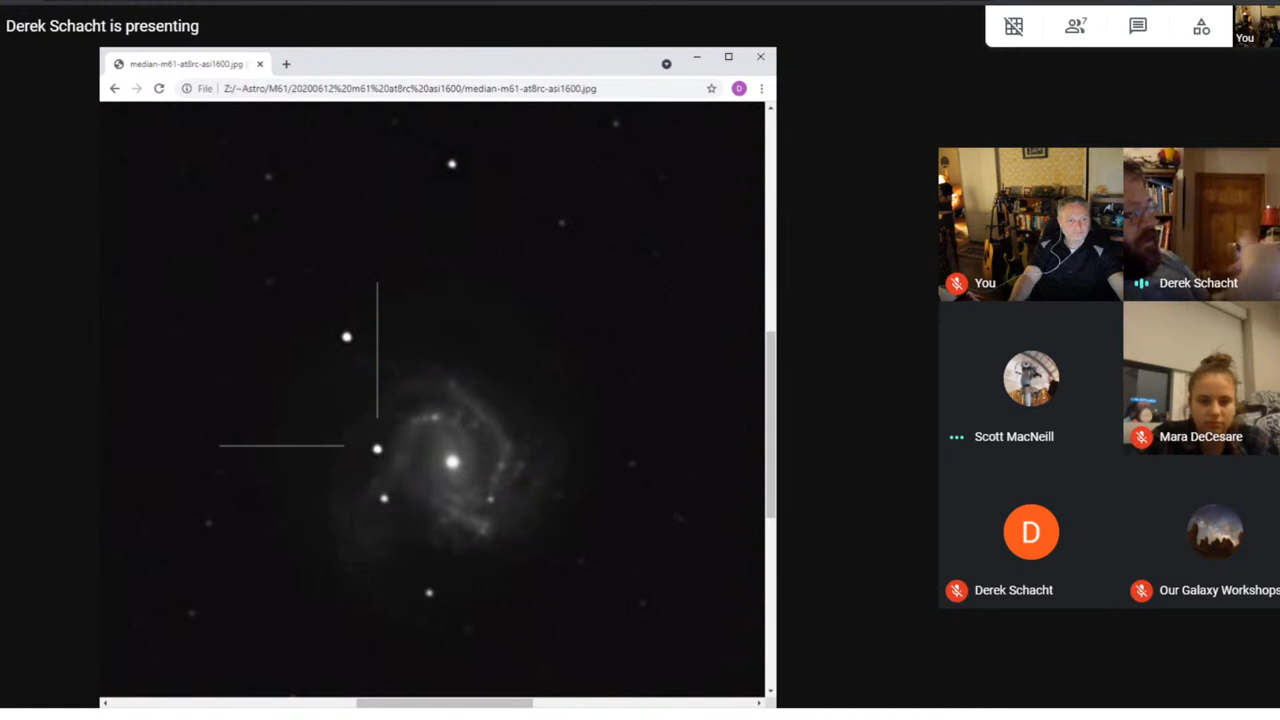 Derek Schacht is presenting
7
You
median-m61-at8rc-asi1600.jpg
D
File
Z:/~Astro/M61/20200612%20m61%20at8rc%20asi1600/median-m61-at8rc-asi1600.jpg
You
Derek Schacht
Scott MacNeill
Mara DeCesare
D
Derek Schacht
Our Galaxy Workshops